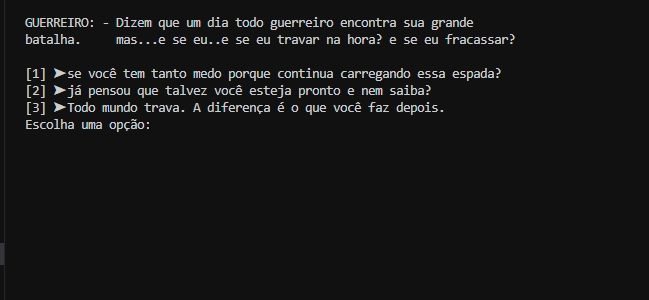 GUERREIRO: - Dizem que um dia todo guerreiro encontra sua grande
batalha.     mas...e se eu..e se eu travar na hora? e se eu fracassar?
[1] ➤se você tem tanto medo porque continua carregando essa espada?
[2] ➤já pensou que talvez você esteja pronto e nem saiba?
[3] ➤Todo mundo trava. A diferença é o que você faz depois.
Escolha uma opção: